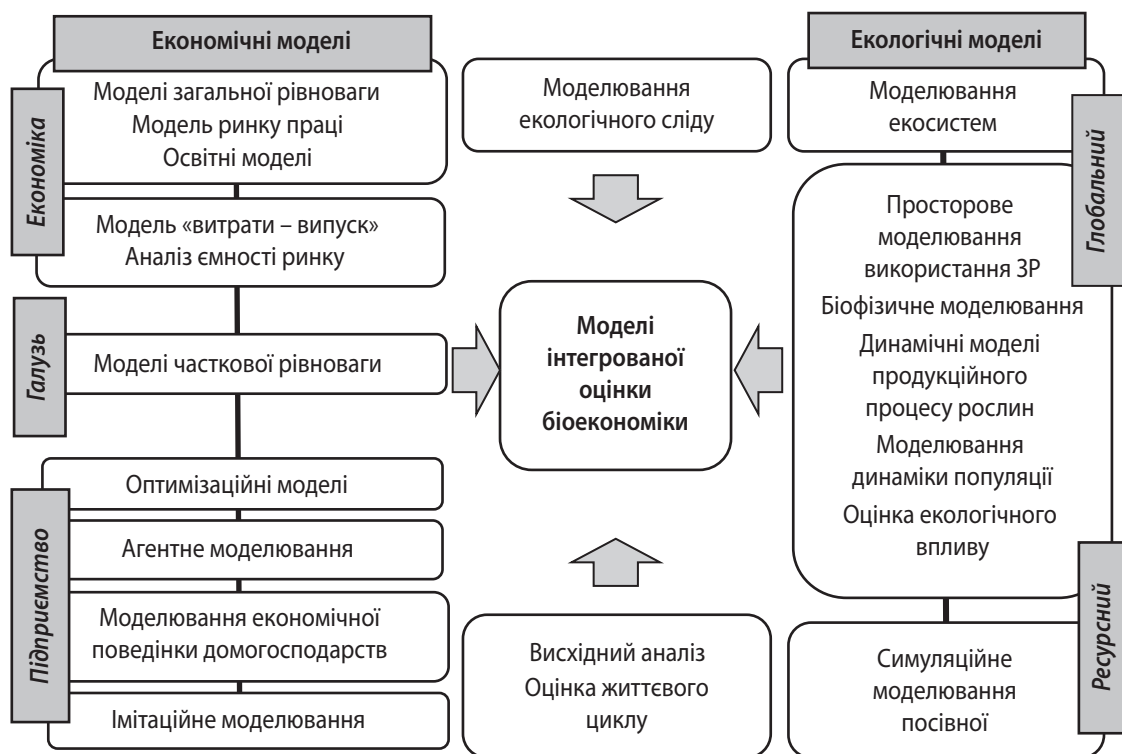 Економічні моделі
Економіка
Моделі загальної рівноваги
Модель ринку праці
Освітні моделі
Модель «витрати – випуск»
Аналіз ємності ринку
Галузь
Моделі часткової рівноваги
Підприємство
Оптимізаційні моделі
Агентне моделювання
Моделювання економічної
поведінки домогосподарств
Імітаційне моделювання
Моделювання
екологічного сліду
Моделі
інтегрованої
оцінки
біоекономіки
Висхідний аналіз
Оцінка життєвого
циклу
Екологічні моделі
Моделювання
екосистем
Глобальний
Просторове
моделювання
використання ЗР
Біофізичне моделювання
Динамічні моделі
продукційного
процесу рослин
Моделювання
динаміки популяції
Оцінка екологічного
впливу
Ресурсний
Симуляційне
моделювання
посівної